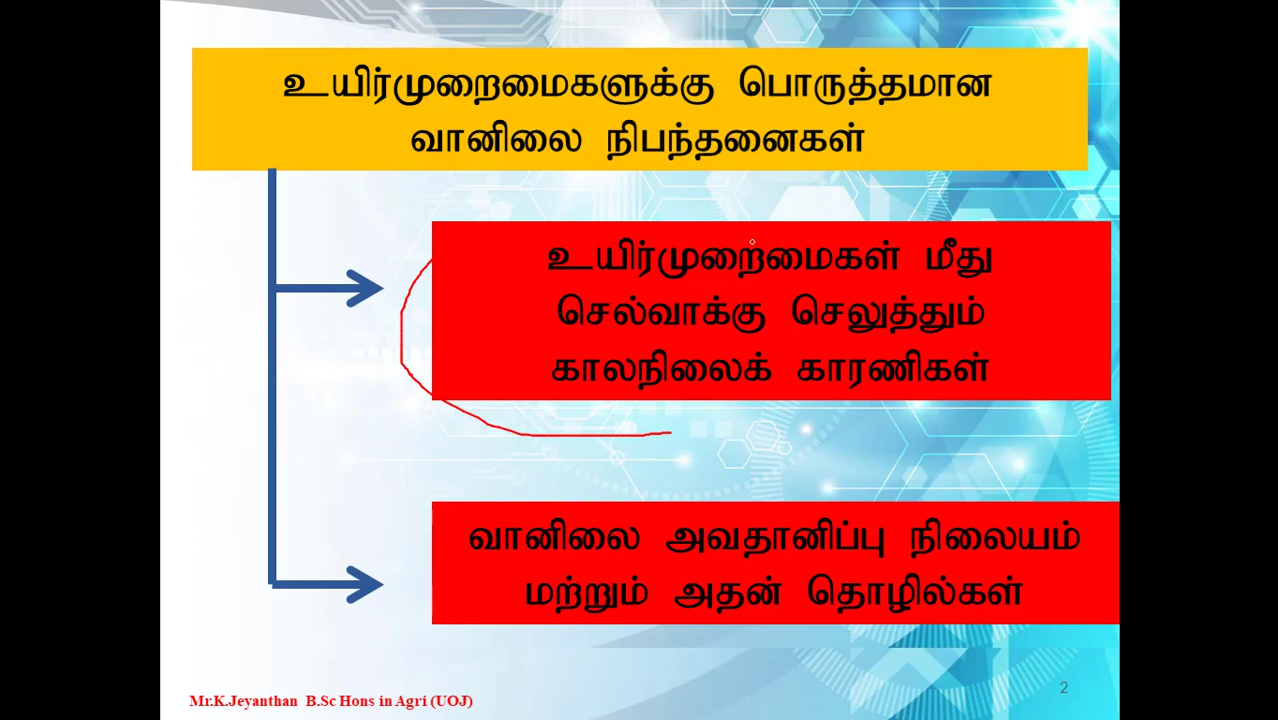 உயிர்முறைமைகளுக்கு பொருத்தமான
வானிலை நிபந்தனைகள்
உயிர்முறைமைகள் மீது
செல்வாக்கு செலுத்தும்
காலநிலைக் காரணிகள்
வானிலை அவதானிப்பு நிலையம்
மற்றும் அதன் தொழில்கள்
Mr.K.Jeyanthan B.Sc Hons in Agri (UOJ)
2